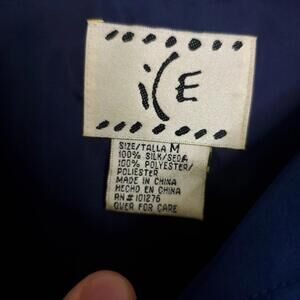 iCE
SIZE/TALLA M
100% SILK/SEDA
100% POLYESTER/
POLIESTER
MADE IN CHINA
HECHO EN CHINA
RN# 101276
OVER FOR CARE